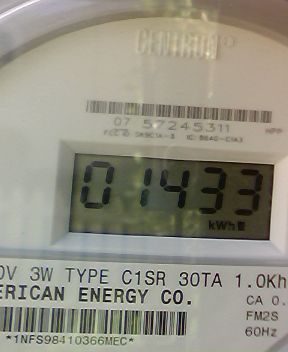 CENTRON
07 57245311
01433
kWh
0V 3W TYPE C1SR 30TA 1.0Kh
ERICAN ENERGY CO.
CA 0.
FM2S
60Hz
*1NFS98410366MEC*